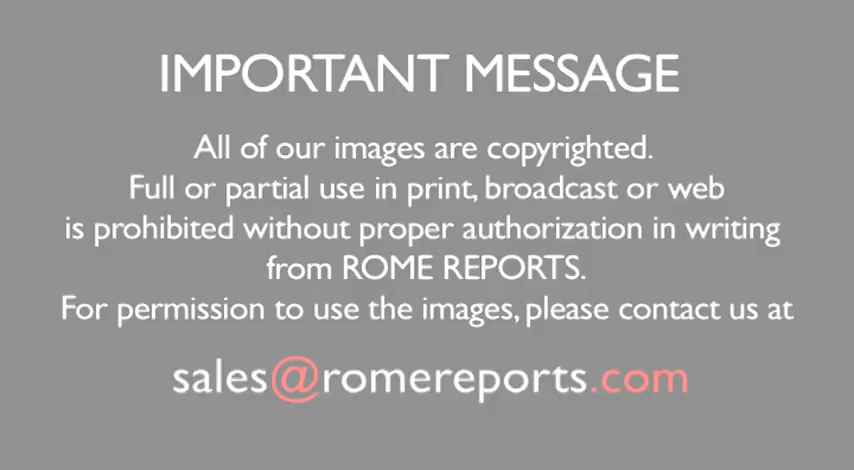 IMPORTANT MESSAGE
All of our images are copyrighted.
Full or partial use in print, broadcast or web
is prohibited without proper authorization in writing
from ROME REPORTS.
For permission to use the images, please contact us at
sales@romereports.com